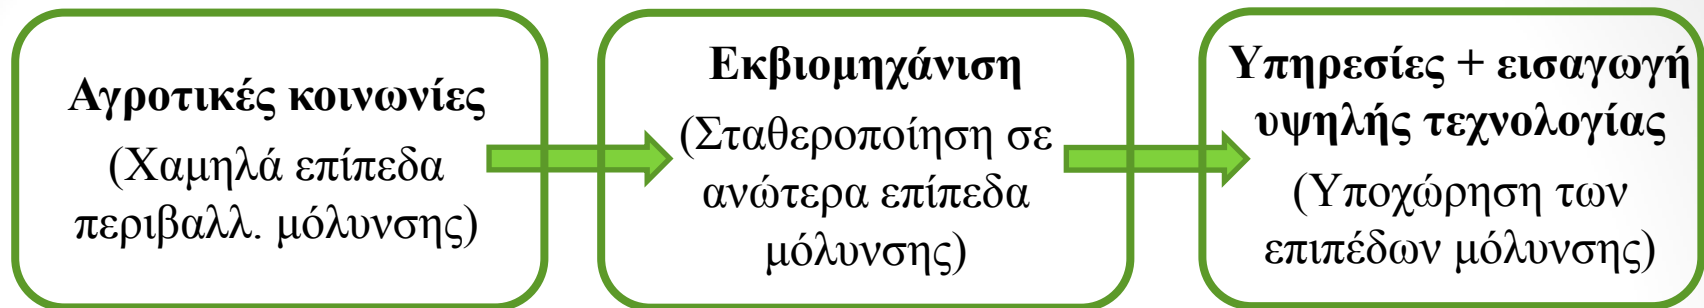 Αγροτικές κοινωνίες
(Χαμηλά επίπεδα
περιβαλλ. μόλυνσης)
Εκβιομηχάνιση
(Σταθεροποίηση σε
ανώτερα επίπεδα
μόλυνσης)
Υπηρεσίες + εισαγωγή
υψηλής τεχνολογίας
(Υποχώρηση των
επιπέδων μόλυνσης)